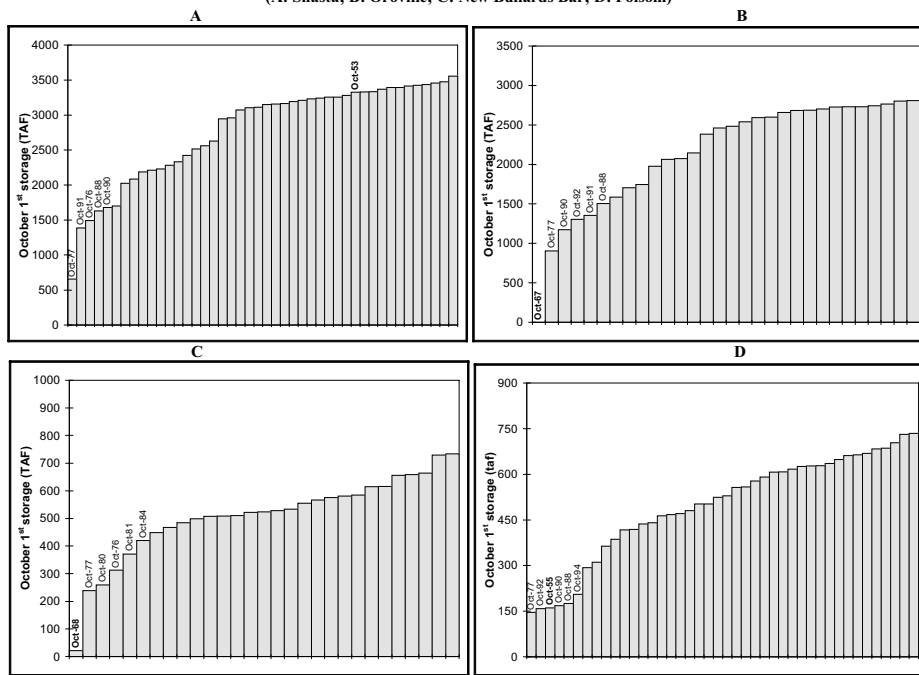 (A. Shasta, B. Oroville, C. New Bullards Bar, D. Folsom)
A
October 1st storage (TAF)
4000
3500
3000
2500
2000
1500
1000
500
0
Oct-77
Oct-91
Oct-76
Oct-88
Oct-90
Oct-53
B
October 1st storage (TAF)
3500
3000
2500
2000
1500
1000
500
0
Oct-67
Oct-77
Oct-90
Oct-92
Oct-91
Oct-88
C
October 1st storage (TAF)
1000
900
800
700
600
500
400
300
200
100
0
Oct-68
Oct-77
Oct-80
Oct-76
Oct-81
Oct-84
D
October 1st storage (taf)
900
750
600
450
300
150
0
Oct-77
Oct-92
Oct-55
Oct-90
Oct-88
Oct-94